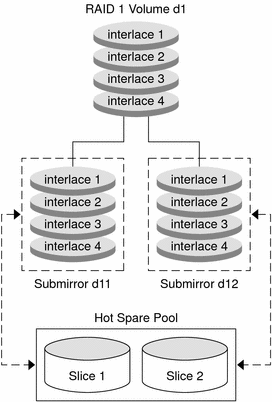 RAID 1 Volume d1
interlace 1
interlace 2
interlace 3
interlace 4
interlace 1
interlace 2
interlace 3
interlace 4
Submirror d11
interlace 1
interlace 2
interlace 3
interlace 4
Submirror d12
Hot Spare Pool
Slice 1
Slice 2